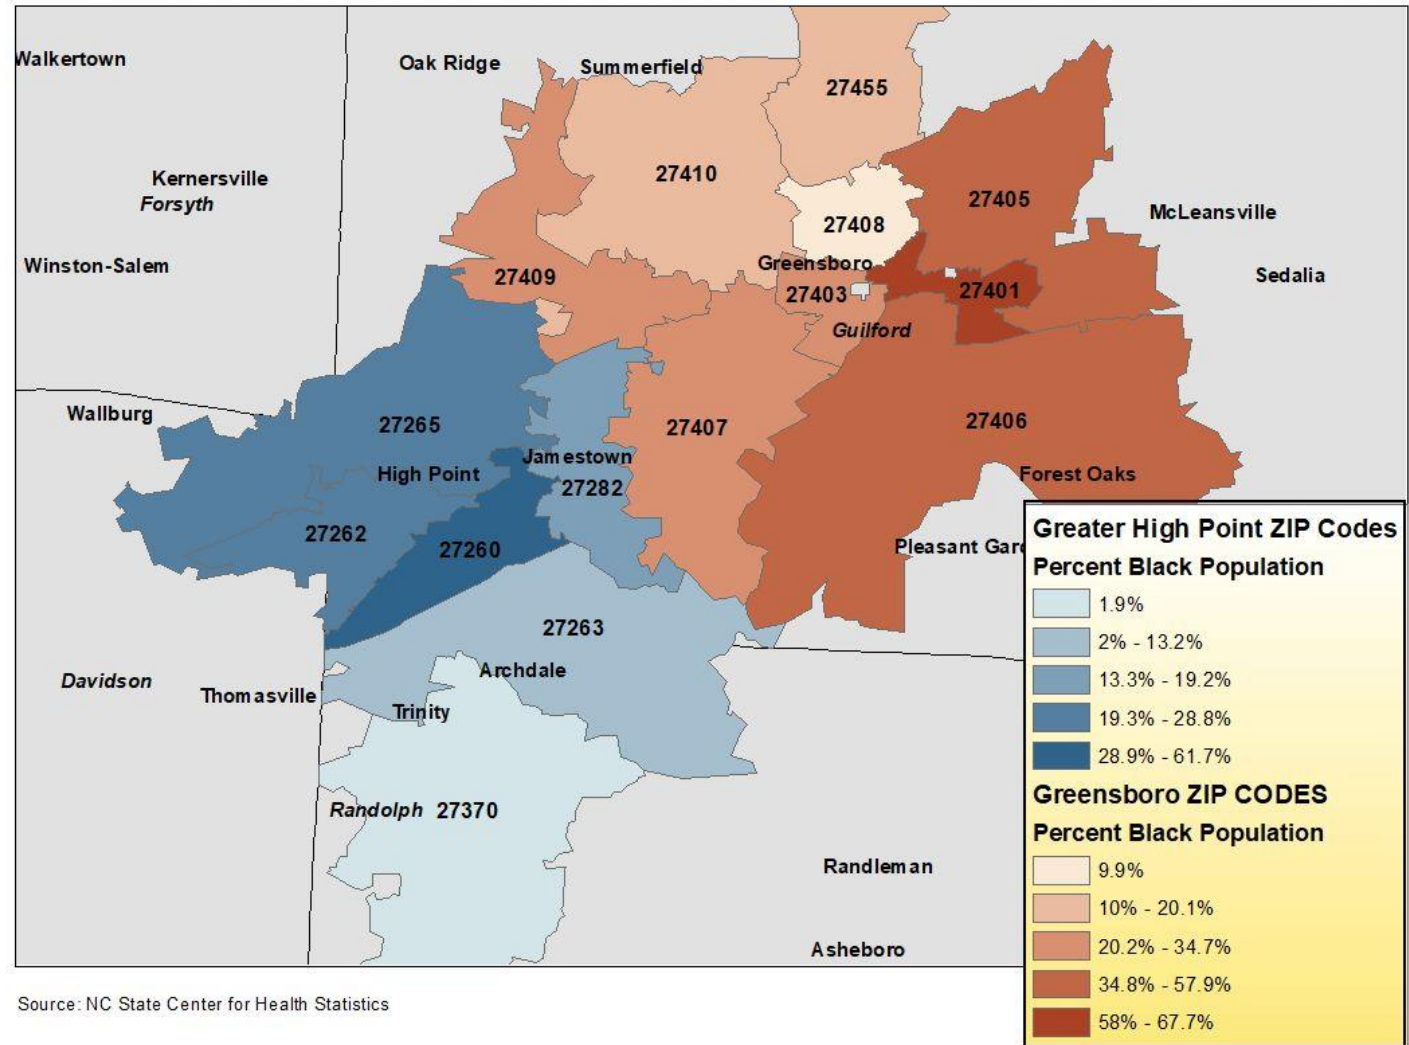 Walkertown
Oak Ridge
Summerfield
27455
27410
Kernersville
Forsyth
27405
McLeansville
27408
Winston-Salem
Greensboro
Sedalia
27409
27403
27401
Guilford
Wallburg
27265
27407
27406
Jamestown
High Point
27282
Forest Oaks
27262
27260
Pleasant Gard
27263
Archdale
Davidson
Thomasville
Trinity
Randolph
27370
Randleman
Asheboro
Greater High Point ZIP Codes
Percent Black Population
1.9%
2% - 13.2%
13.3% - 19.2%
19.3% - 28.8%
28.9% - 61.7%
Greensboro ZIP CODES
Percent Black Population
9.9%
10% - 20.1%
20.2% - 34.7%
34.8% - 57.9%
58% - 67.7%
Source: NC State Center for Health Statistics